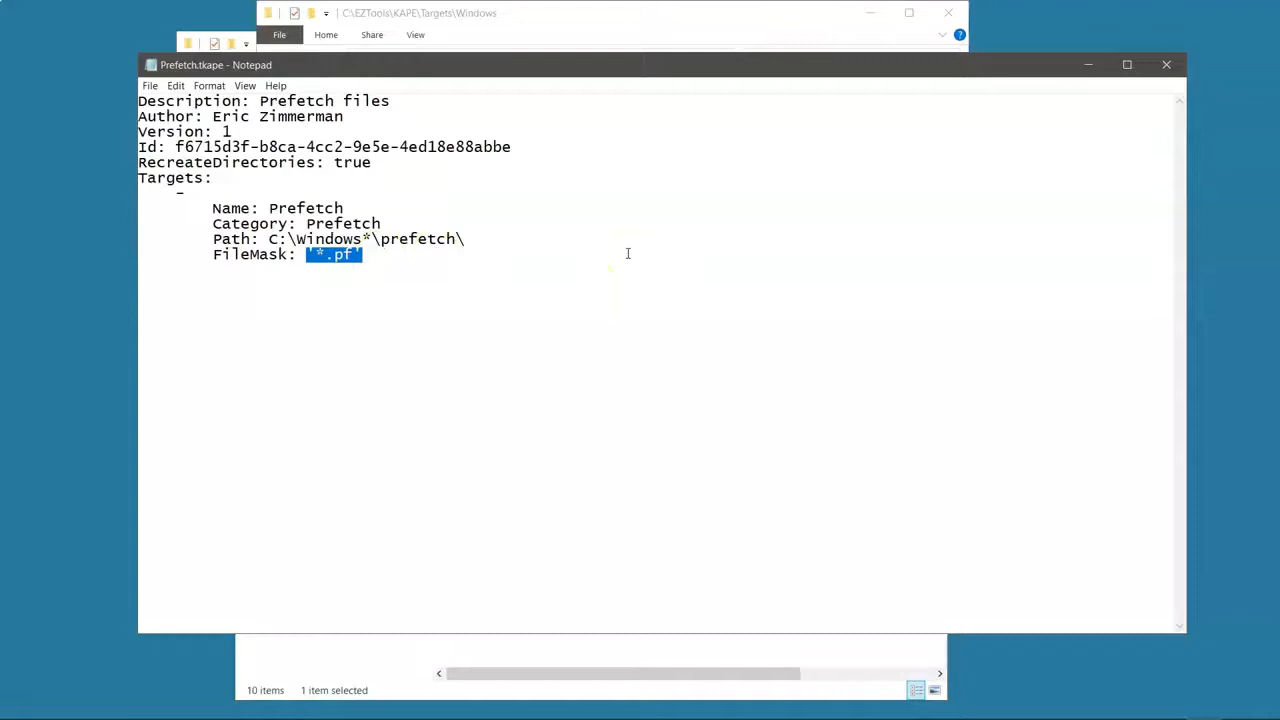 C:\EZTools\KAPE\Targets\Windows
File Home Share View
Prefetch.tkape - Notepad
File Edit Format View Help
Description: Prefetch files
Author: Eric Zimmerman
Version: 1
Id: f6715d3f-b8ca-4cc2-9e5e-4ed18e88abbe
RecreateDirectories: true
Targets:
-
Name: Prefetch
Category: Prefetch
Path: C:\Windows*\prefetch\
FileMask: '*.pf'
10 items 1 item selected